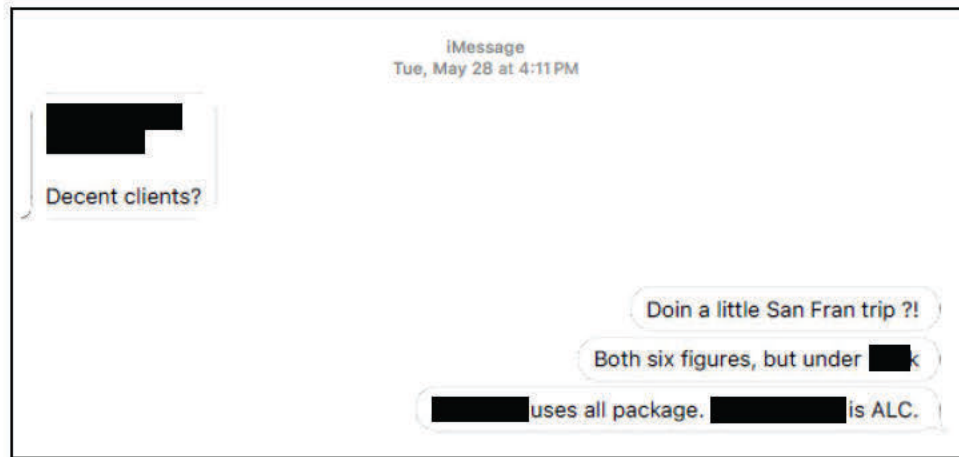 iMessage
Tue, May 28 at 4:11 PM
Decent clients?
Doin a little San Fran trip ?!
Both six figures, but under k
uses all package. is ALC.